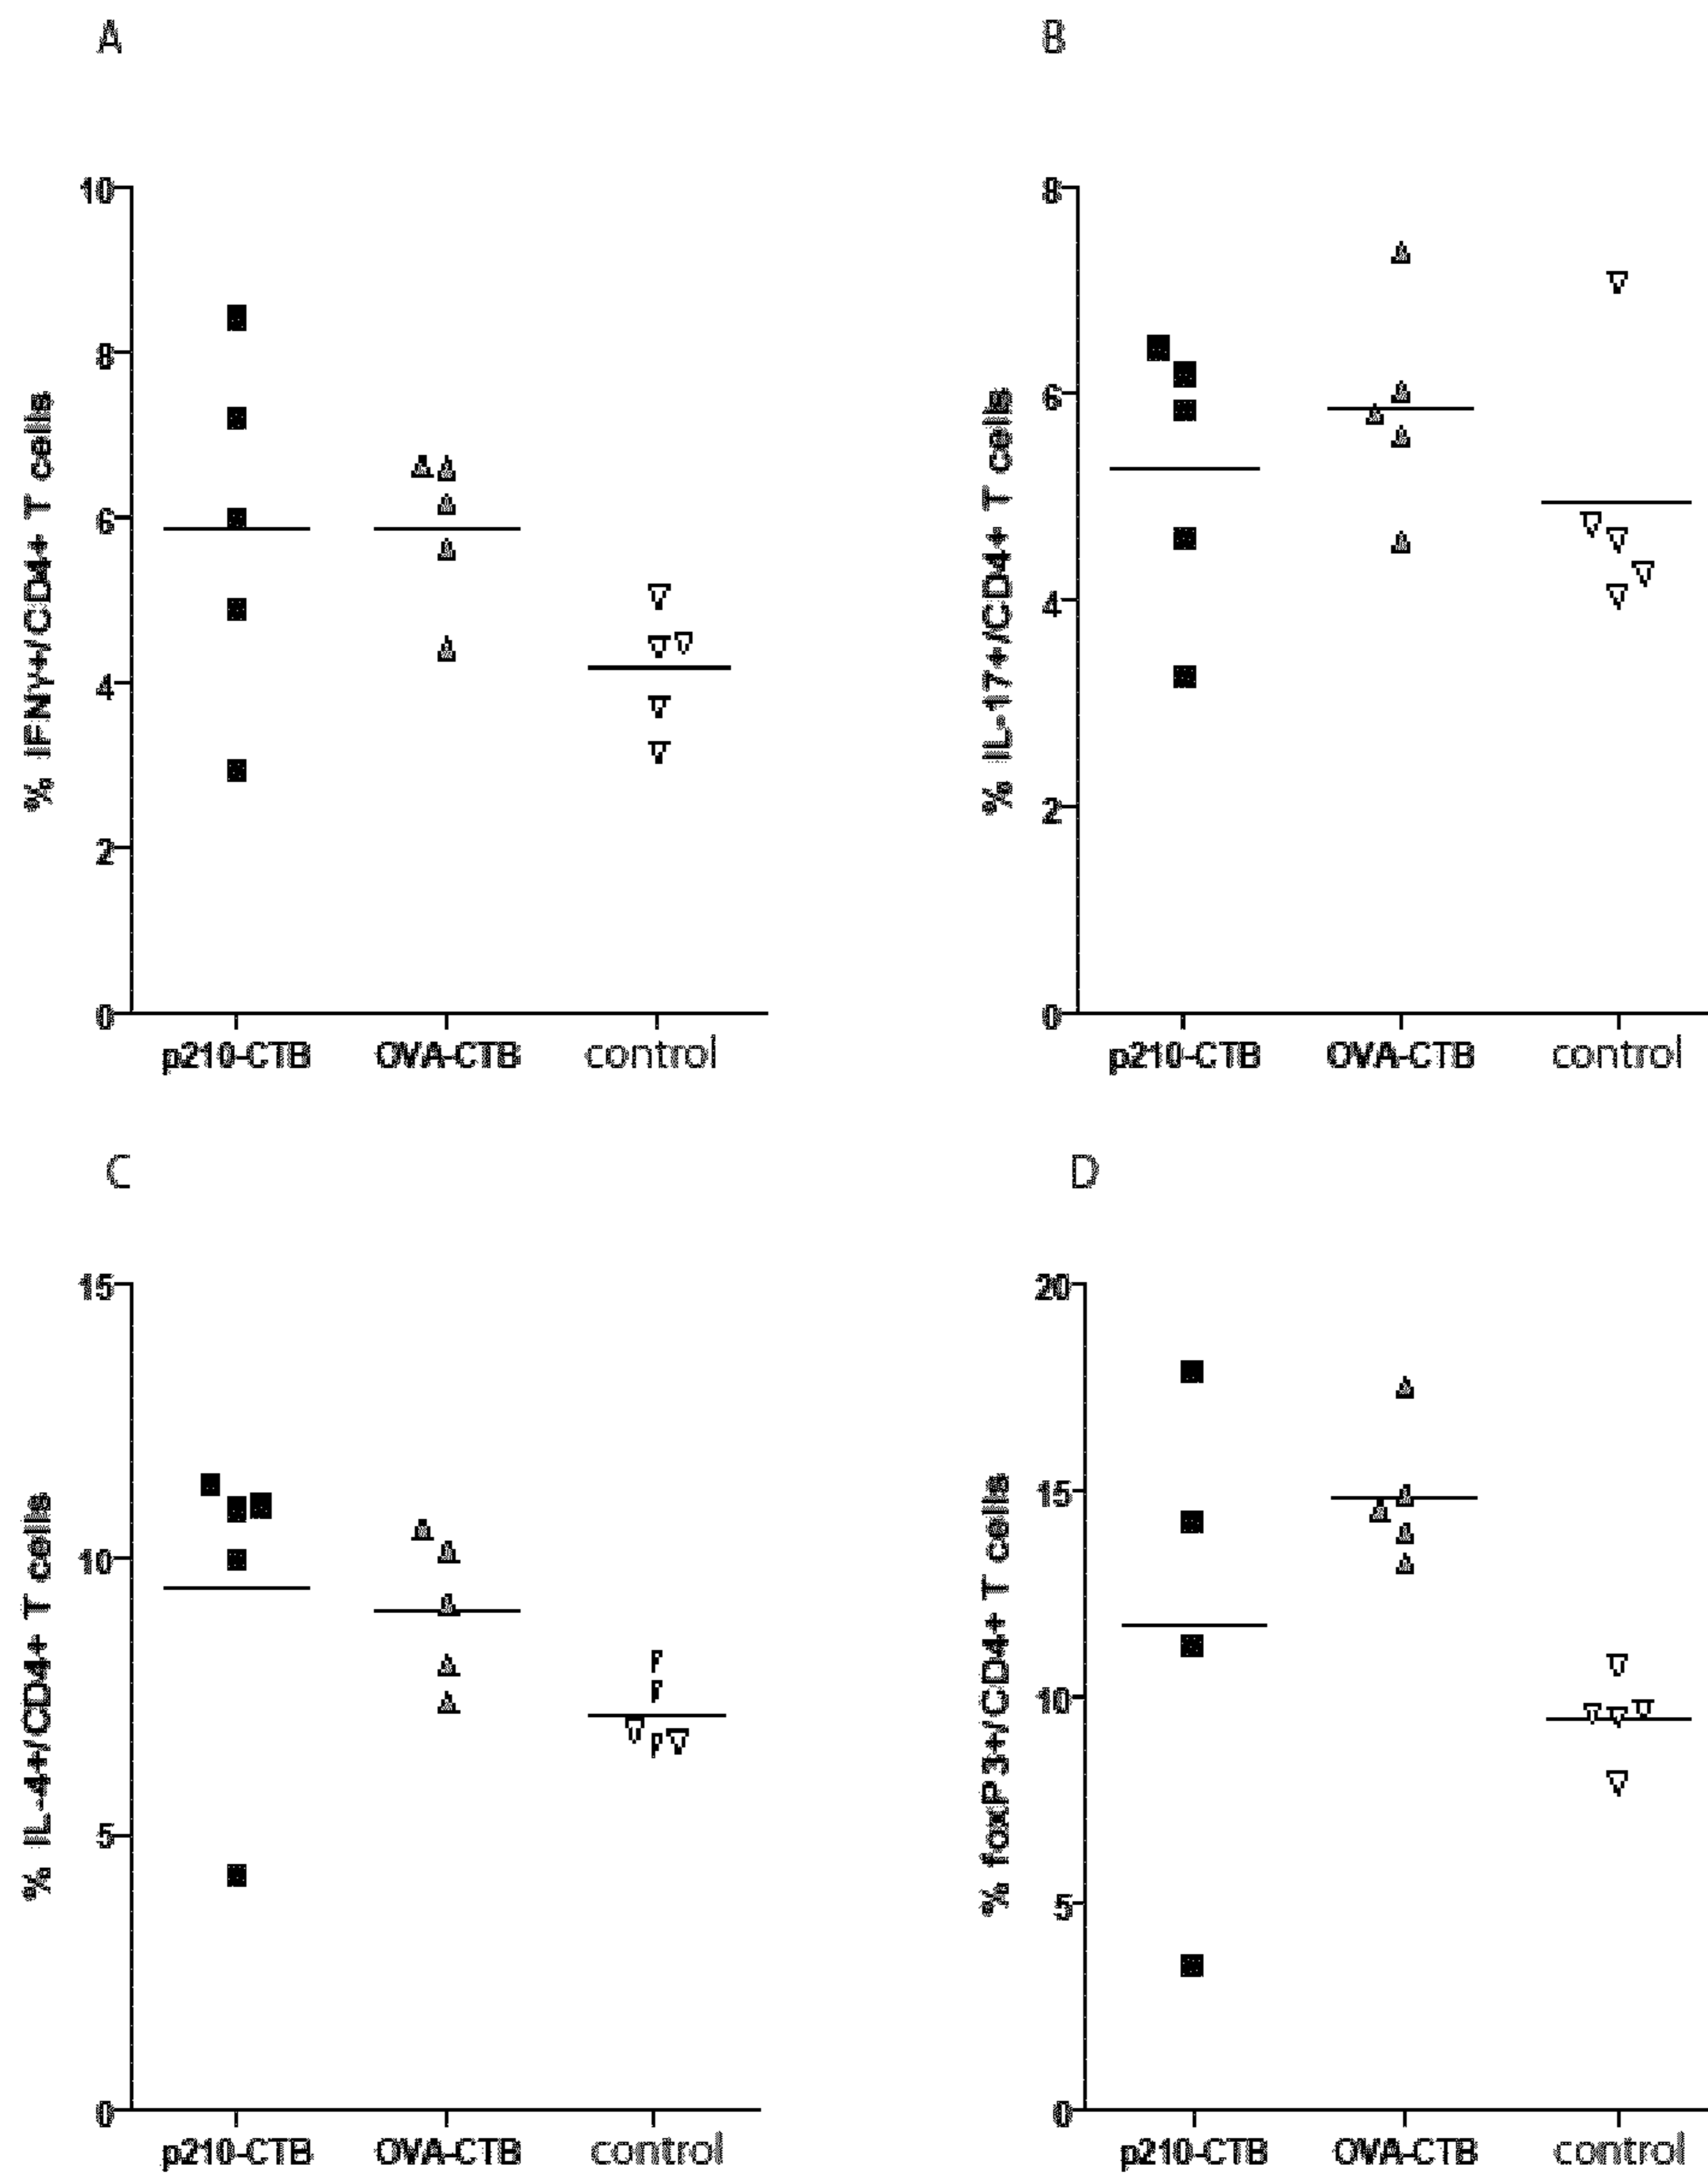 A
B
% IFNγ+/CD4+ T cells
10
8
6
4
2
0
p210-CTB
OVA-CTB
control
% IL-17+/CD4+ T cells
8
6
4
2
0
p210-CTB
OVA-CTB
control
C
D
% IL-4+/CD4+ T cells
15
10
5
0
p210-CTB
OVA-CTB
control
% foxP3+/CD4+ T cells
20
15
10
5
0
p210-CTB
OVA-CTB
control